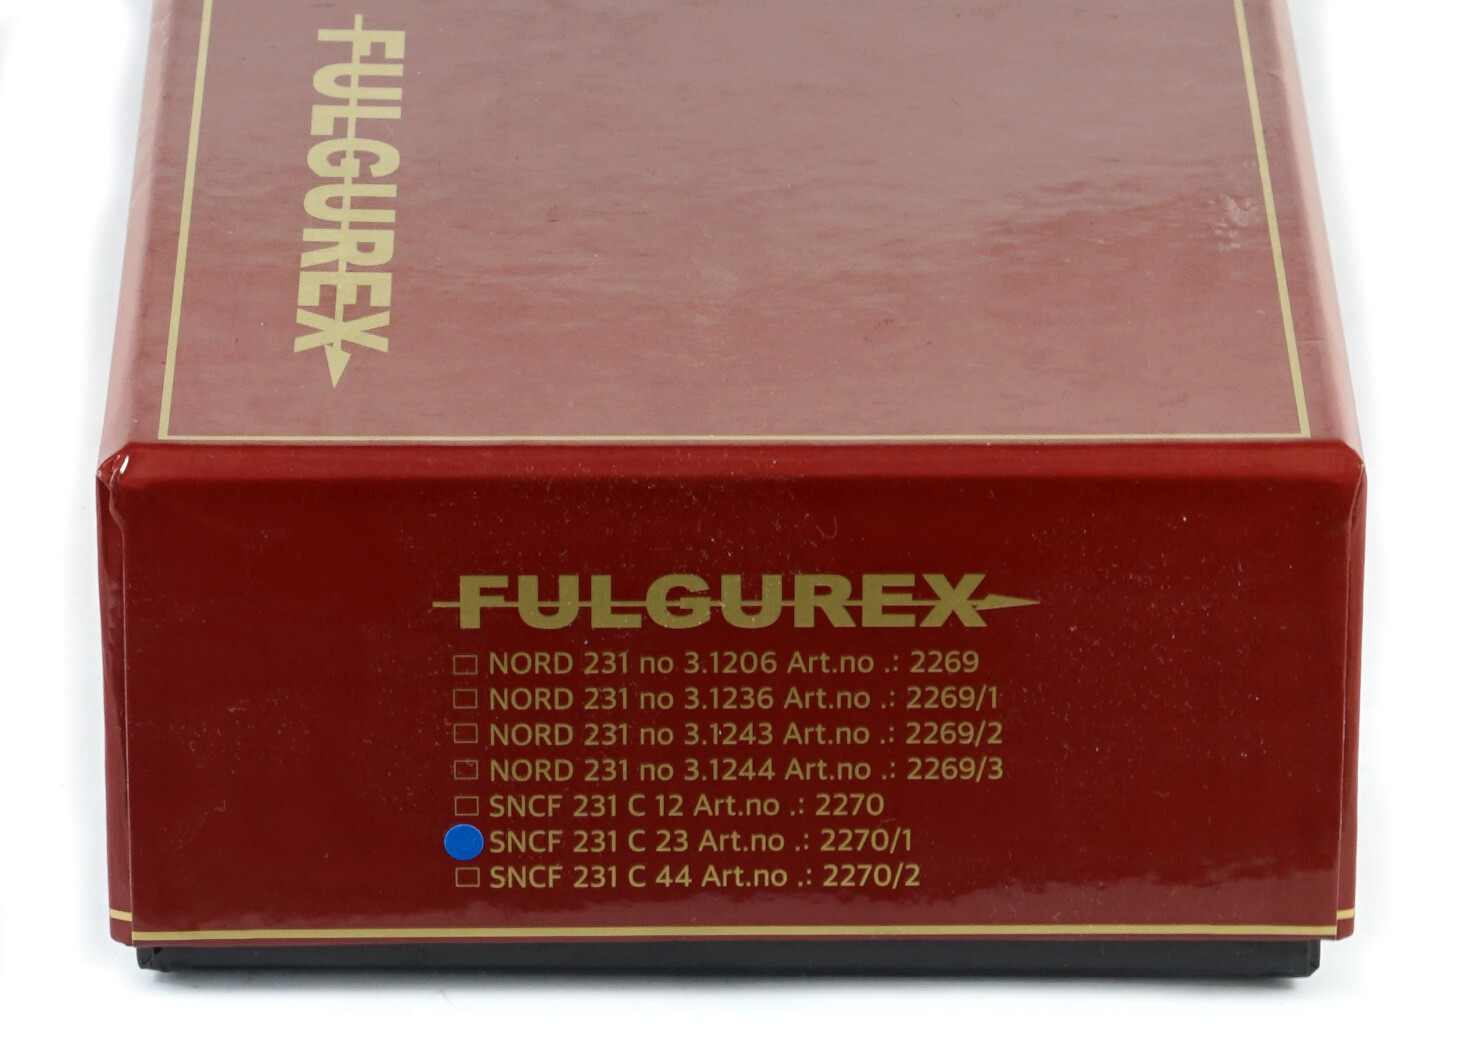 FULGUREX
FULGUREX
NORD 231 no 3.1206 Art.no .: 2269
NORD 231 no 3.1236 Art.no .: 2269/1
NORD 231 no 3.1243 Art.no .: 2269/2
NORD 231 no 3.1244 Art.no .: 2269/3
SNCF 231 C 12 Art.no .: 2270
SNCF 231 C 23 Art.no .: 2270/1
SNCF 231 C 44 Art.no .: 2270/2